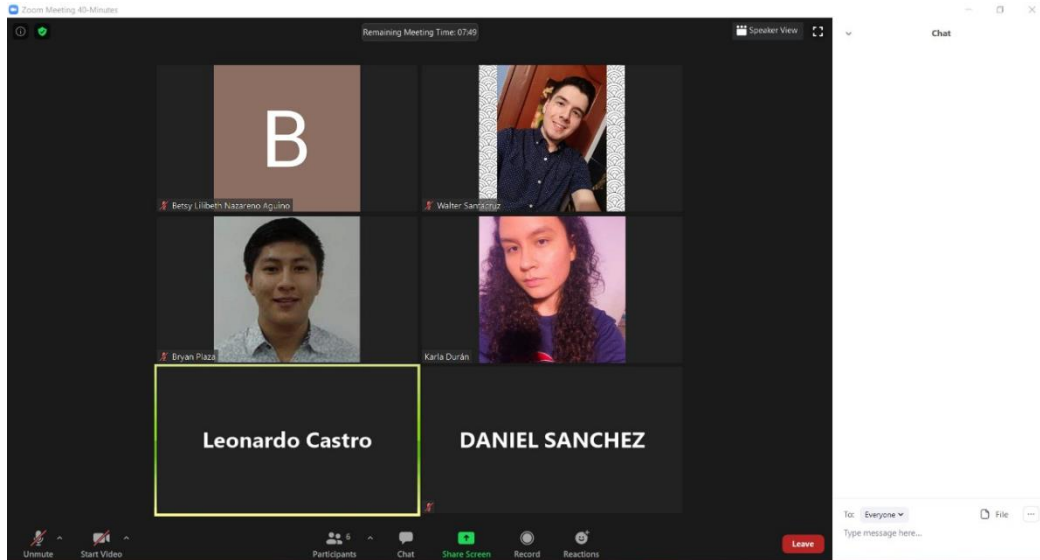 Zoom Meeting 40-Minutes
Remaining Meeting Time: 07:49
Speaker View
Chat
B
Betsy Lilibeth Nazareno Aguino
Walter Santacruz
Bryan Plaza
Karla Durán
Leonardo Castro
DANIEL SANCHEZ
To: Everyone
File
Type message here...
Unmute
Start Video
6
Participants
Chat
Share Screen
Record
Reactions
Leave